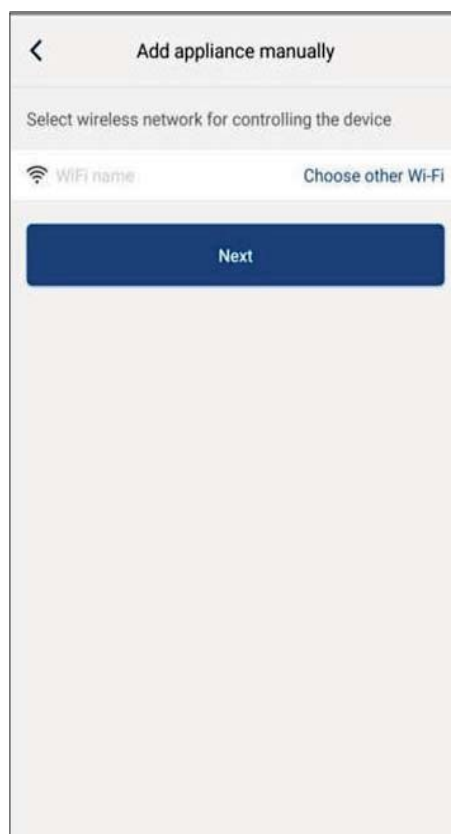 Add appliance manually
Select wireless network for controlling the device
WiFi name Choose other Wi-Fi
Next